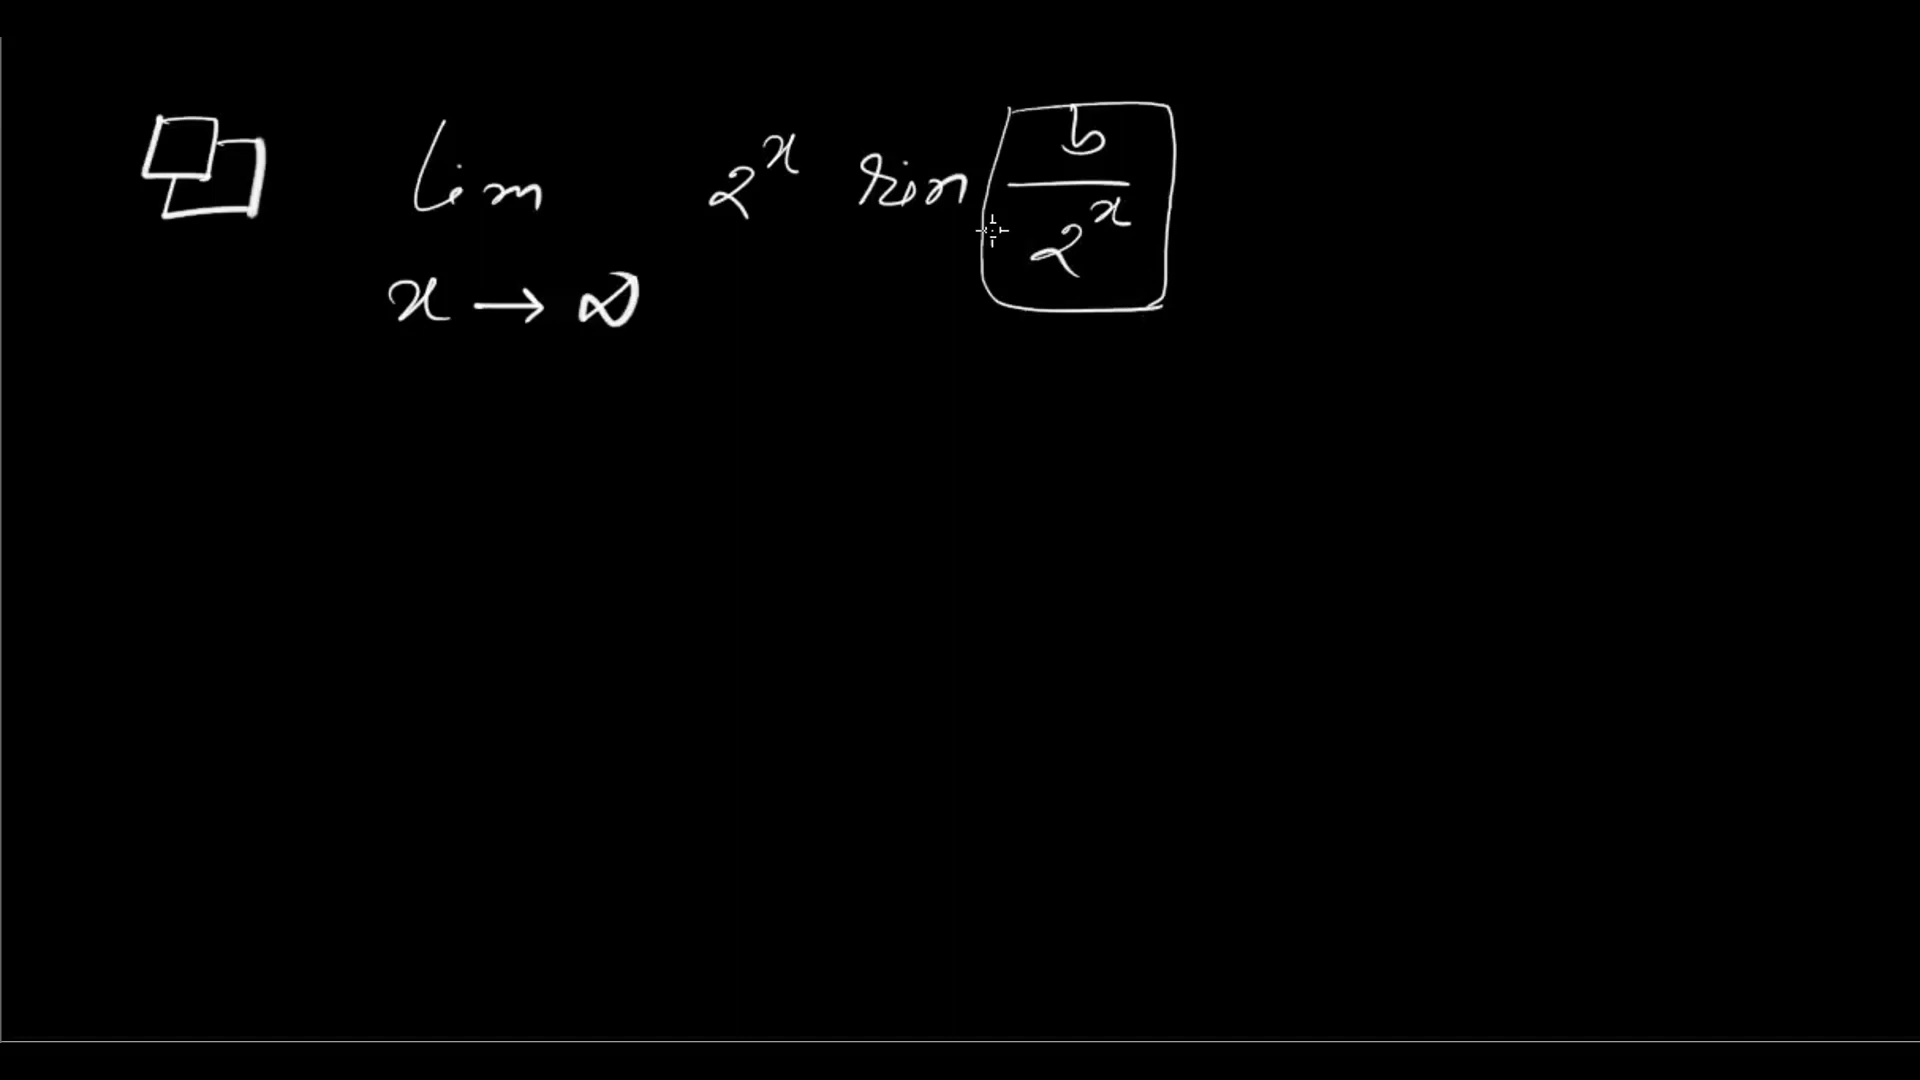 lim 2^x sin b/2^x
x → ∞